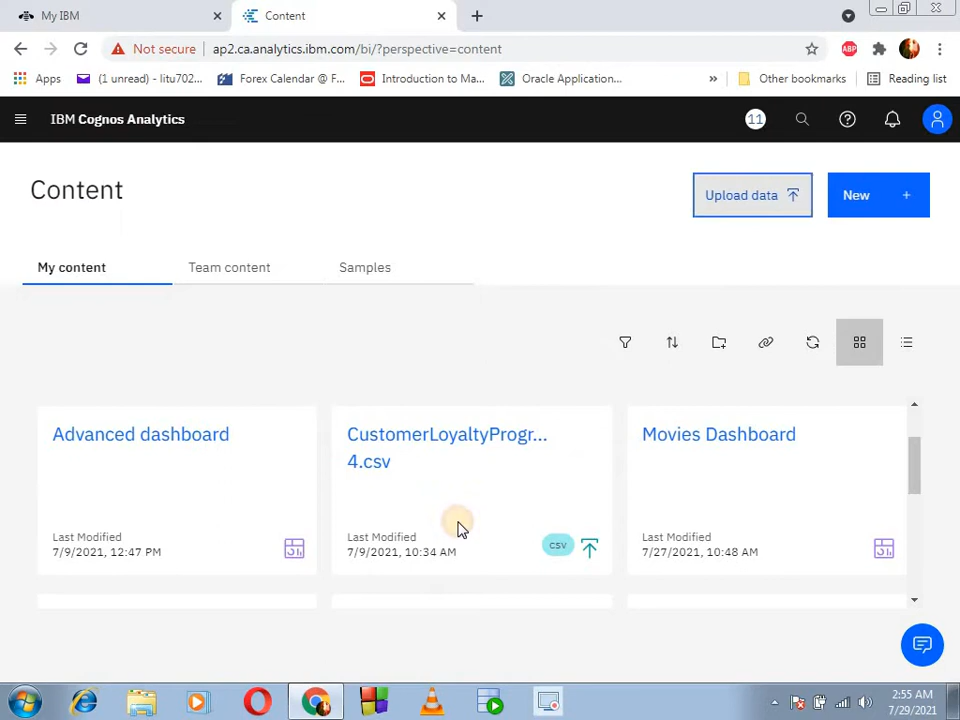 My IBM
Content
Not secure
ap2.ca.analytics.ibm.com/bi/?perspective=content
ABP
Apps
(1 unread) - litu702...
Forex Calendar @ F...
Introduction to Ma...
Oracle Application...
»
Other bookmarks
Reading list
IBM Cognos Analytics
11
Content
Upload data
New +
My content
Team content
Samples
Advanced dashboard
CustomerLoyaltyProgr...
4.csv
Movies Dashboard
Last Modified
7/9/2021, 12:47 PM
Last Modified
7/9/2021, 10:34 AM
csv
Last Modified
7/27/2021, 10:48 AM
2:55 AM
7/29/2021